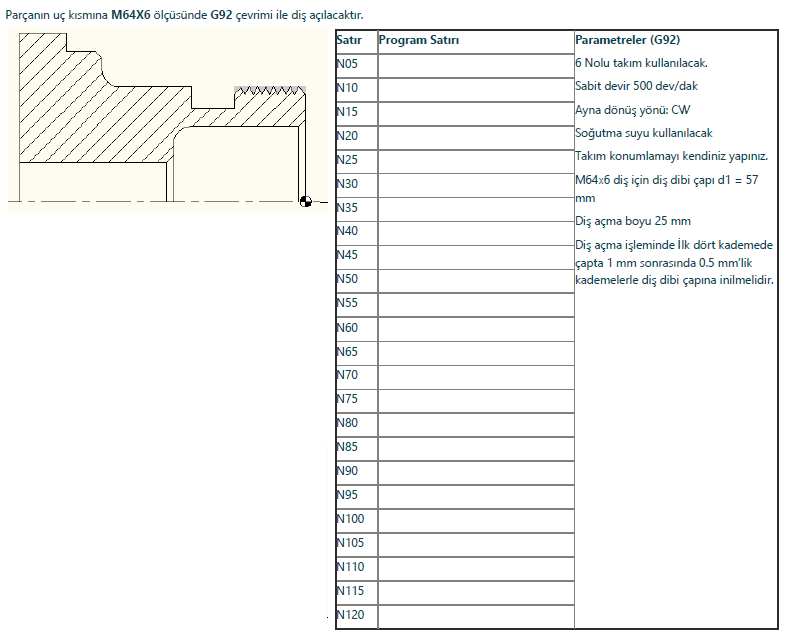 Parçanın uç kısmına M64X6 ölçüsünde G92 çevrimi ile diş açılacaktır.
Satır Program Satırı Parametreler (G92)
N05
N10
N15
N20
N25
N30
N35
N40
N45
N50
N55
N60
N65
N70
N75
N80
N85
N90
N95
N100
N105
N110
N115
N120
6 Nolu takım kullanılacak.
Sabit devir 500 dev/dak
Ayna dönüş yönü: CW
Soğutma suyu kullanılacak
Takım konumlamayı kendiniz yapınız.
M64x6 diş için diş dibi çapı d1 = 57
mm
Diş açma boyu 25 mm
Diş açma işleminde İlk dört kademede
çapta 1 mm sonrasında 0.5 mm'lik
kademelerle diş dibi çapına inilmelidir.